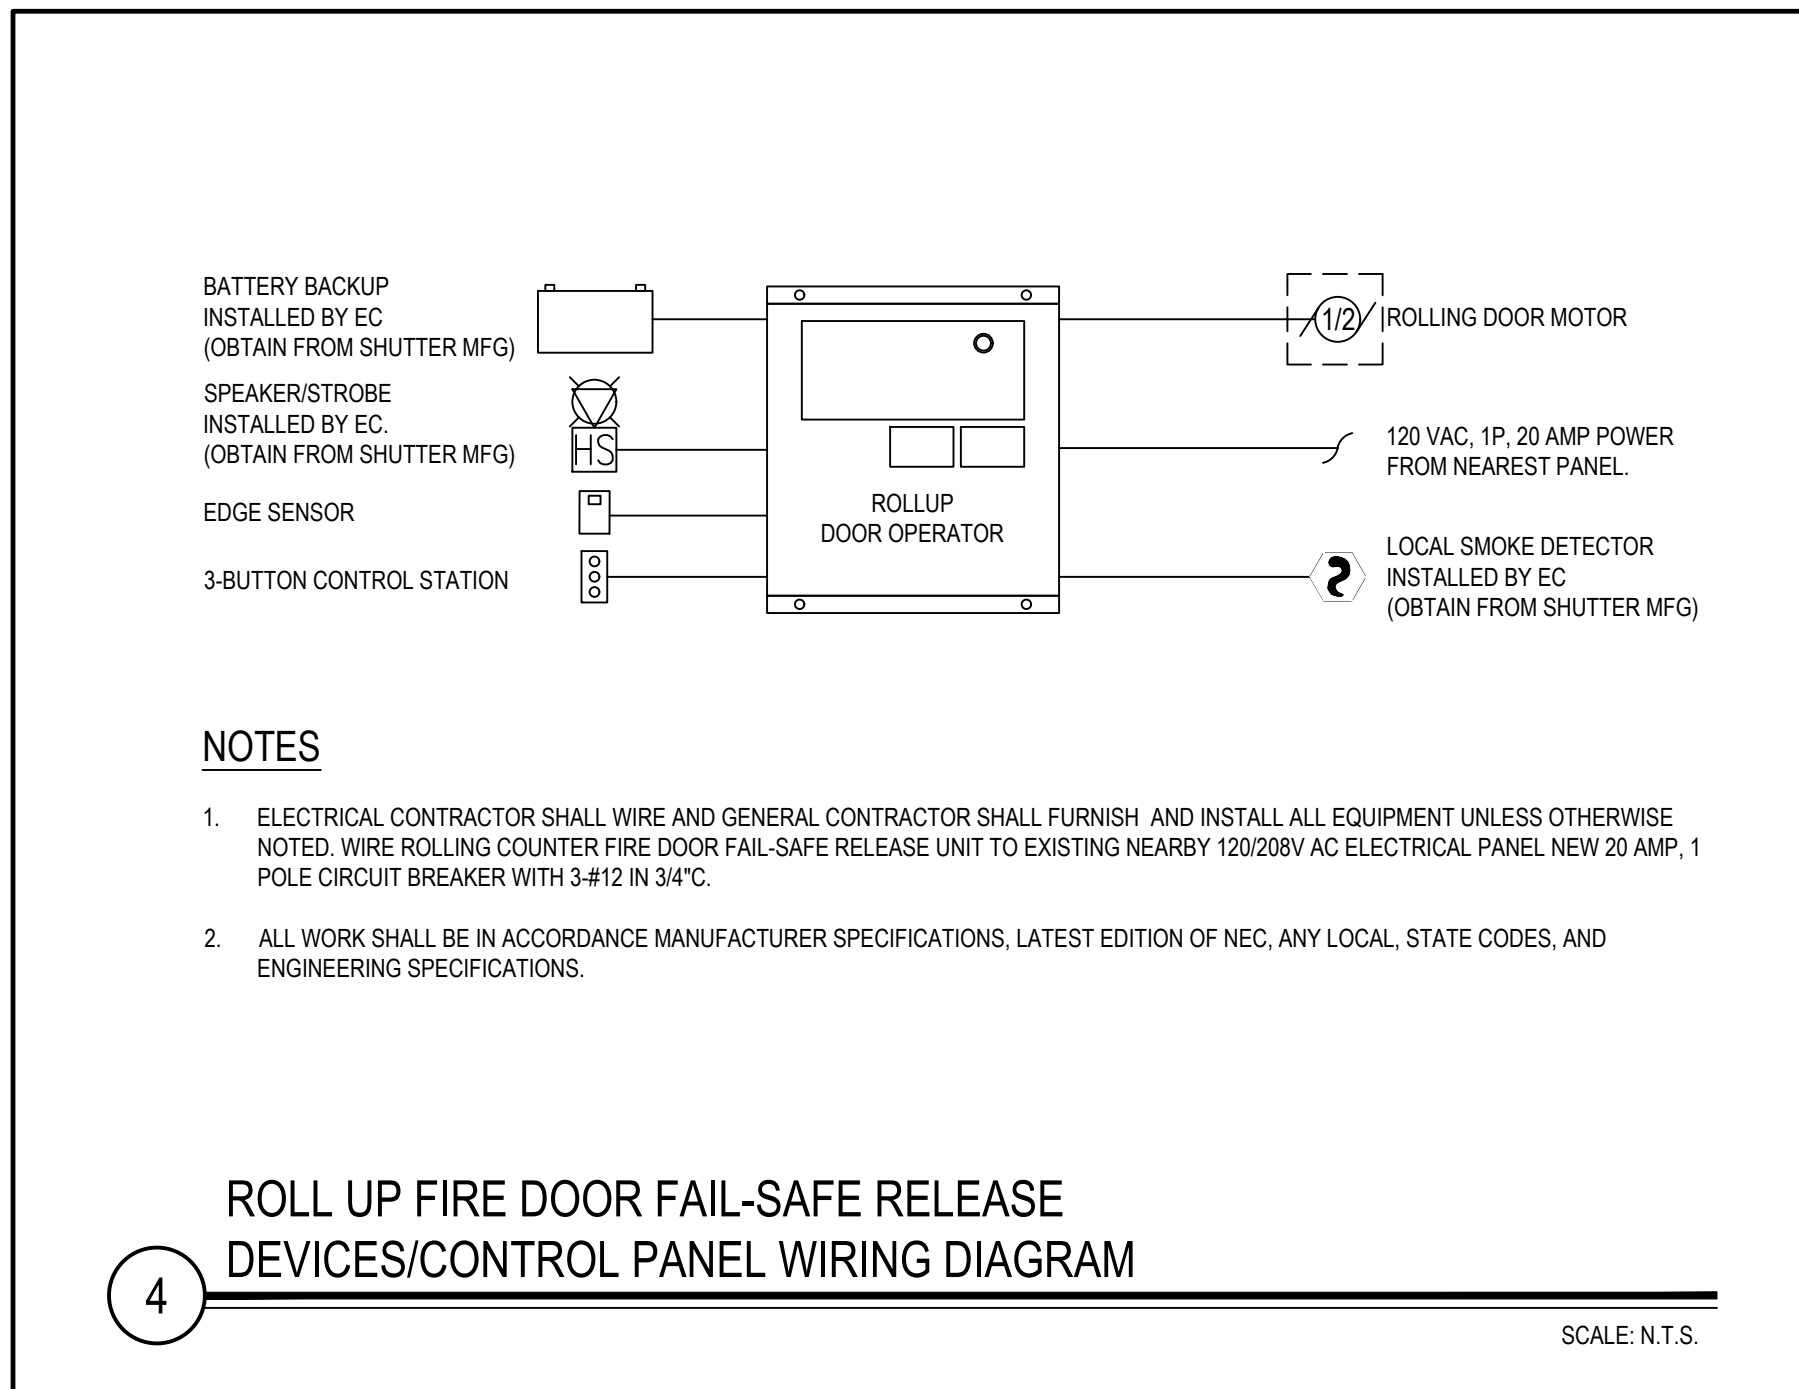 BATTERY BACKUP
INSTALLED BY EC
(OBTAIN FROM SHUTTER MFG)
SPEAKER/STROBE
INSTALLED BY EC.
(OBTAIN FROM SHUTTER MFG)
HS
EDGE SENSOR
3-BUTTON CONTROL STATION
ROLLUP
DOOR OPERATOR
1/2
ROLLING DOOR MOTOR
120 VAC, 1P, 20 AMP POWER
FROM NEAREST PANEL.
LOCAL SMOKE DETECTOR
INSTALLED BY EC
(OBTAIN FROM SHUTTER MFG)
NOTES
1. ELECTRICAL CONTRACTOR SHALL WIRE AND GENERAL CONTRACTOR SHALL FURNISH AND INSTALL ALL EQUIPMENT UNLESS OTHERWISE
NOTED. WIRE ROLLING COUNTER FIRE DOOR FAIL-SAFE RELEASE UNIT TO EXISTING NEARBY 120/208V AC ELECTRICAL PANEL NEW 20 AMP, 1
POLE CIRCUIT BREAKER WITH 3-#12 IN 3/4"C.
2. ALL WORK SHALL BE IN ACCORDANCE MANUFACTURER SPECIFICATIONS, LATEST EDITION OF NEC, ANY LOCAL, STATE CODES, AND
ENGINEERING SPECIFICATIONS.
ROLL UP FIRE DOOR FAIL-SAFE RELEASE
DEVICES/CONTROL PANEL WIRING DIAGRAM
4
SCALE: N.T.S.